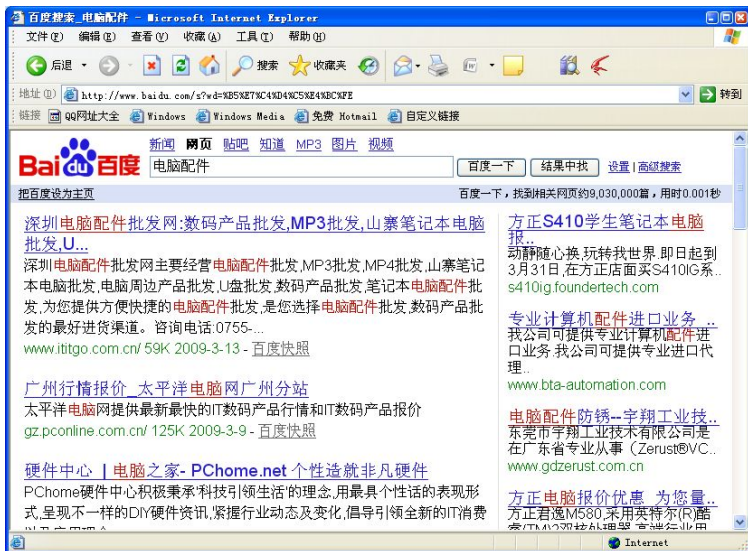 百度搜索_电脑配件 - Microsoft Internet Explorer
文件(F) 编辑(E) 查看(V) 收藏(A) 工具(T) 帮助(H)
后退 搜索 收藏夹
地址(D) http://www.baidu.com/s?wd=%B5%E7%C4%D4%C5%E4%BC%FE 转到
链接 QQ网址大全 Windows Windows Media 免费 Hotmail 自定义链接
新闻 网页 贴吧 知道 MP3 图片 视频
Bai du 百度 电脑配件 百度一下 结果中找 设置 | 高级搜索
把百度设为主页 百度一下,找到相关网页约9,030,000篇,用时0.001秒
深圳电脑配件批发网:数码产品批发,MP3批发,山寨笔记本电脑
批发,U...
深圳电脑配件批发网主要经营电脑配件批发,MP3批发,MP4批发,山寨笔记
本电脑批发,电脑周边产品批发,U盘批发,数码产品批发,笔记本电脑配件批
发,为您提供方便快捷的电脑配件批发,是您选择电脑配件批发,数码产品批
发的最好进货渠道。咨询电话:0755-...
www.ititgo.com.cn/ 59K 2009-3-13 - 百度快照
广州行情报价_太平洋电脑网广州分站
太平洋电脑网提供最新最快的IT数码产品行情和IT数码产品报价
gz.pconline.com.cn/ 125K 2009-3-9 - 百度快照
硬件中心 | 电脑之家- PChome.net 个性造就非凡硬件
PChome硬件中心积极秉承'科技引领生活'的理念,用最具个性话的表现形
式,呈现不一样的DIY硬件资讯,紧握行业动态及变化,倡导引领全新的IT消费
方正S410学生笔记本电脑
报..
动静随心换,玩转我世界.即日起到
3月31日,在方正店面买S410IG系..
s410ig.foundertech.com
专业计算机配件进口业务 ..
我公司可提供专业计算机配件进
口业务.我公司可提供专业进口代
理..
www.bta-automation.com
电脑配件防锈--宇翔工业技..
东莞市宇翔工业技术有限公司是
在广东省专业从事（Zerust®VC..
www.gdzerust.com.cn
方正电脑报价优惠 为您量..
方正君逸M580,采用英特尔(R)酷
Internet